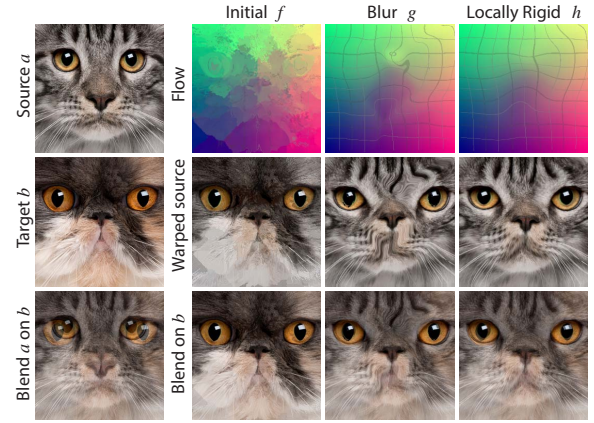 Initial f
Blur g
Locally Rigid h
Source a
Flow
Target b
Warped source
Blend a on b
Blend on b